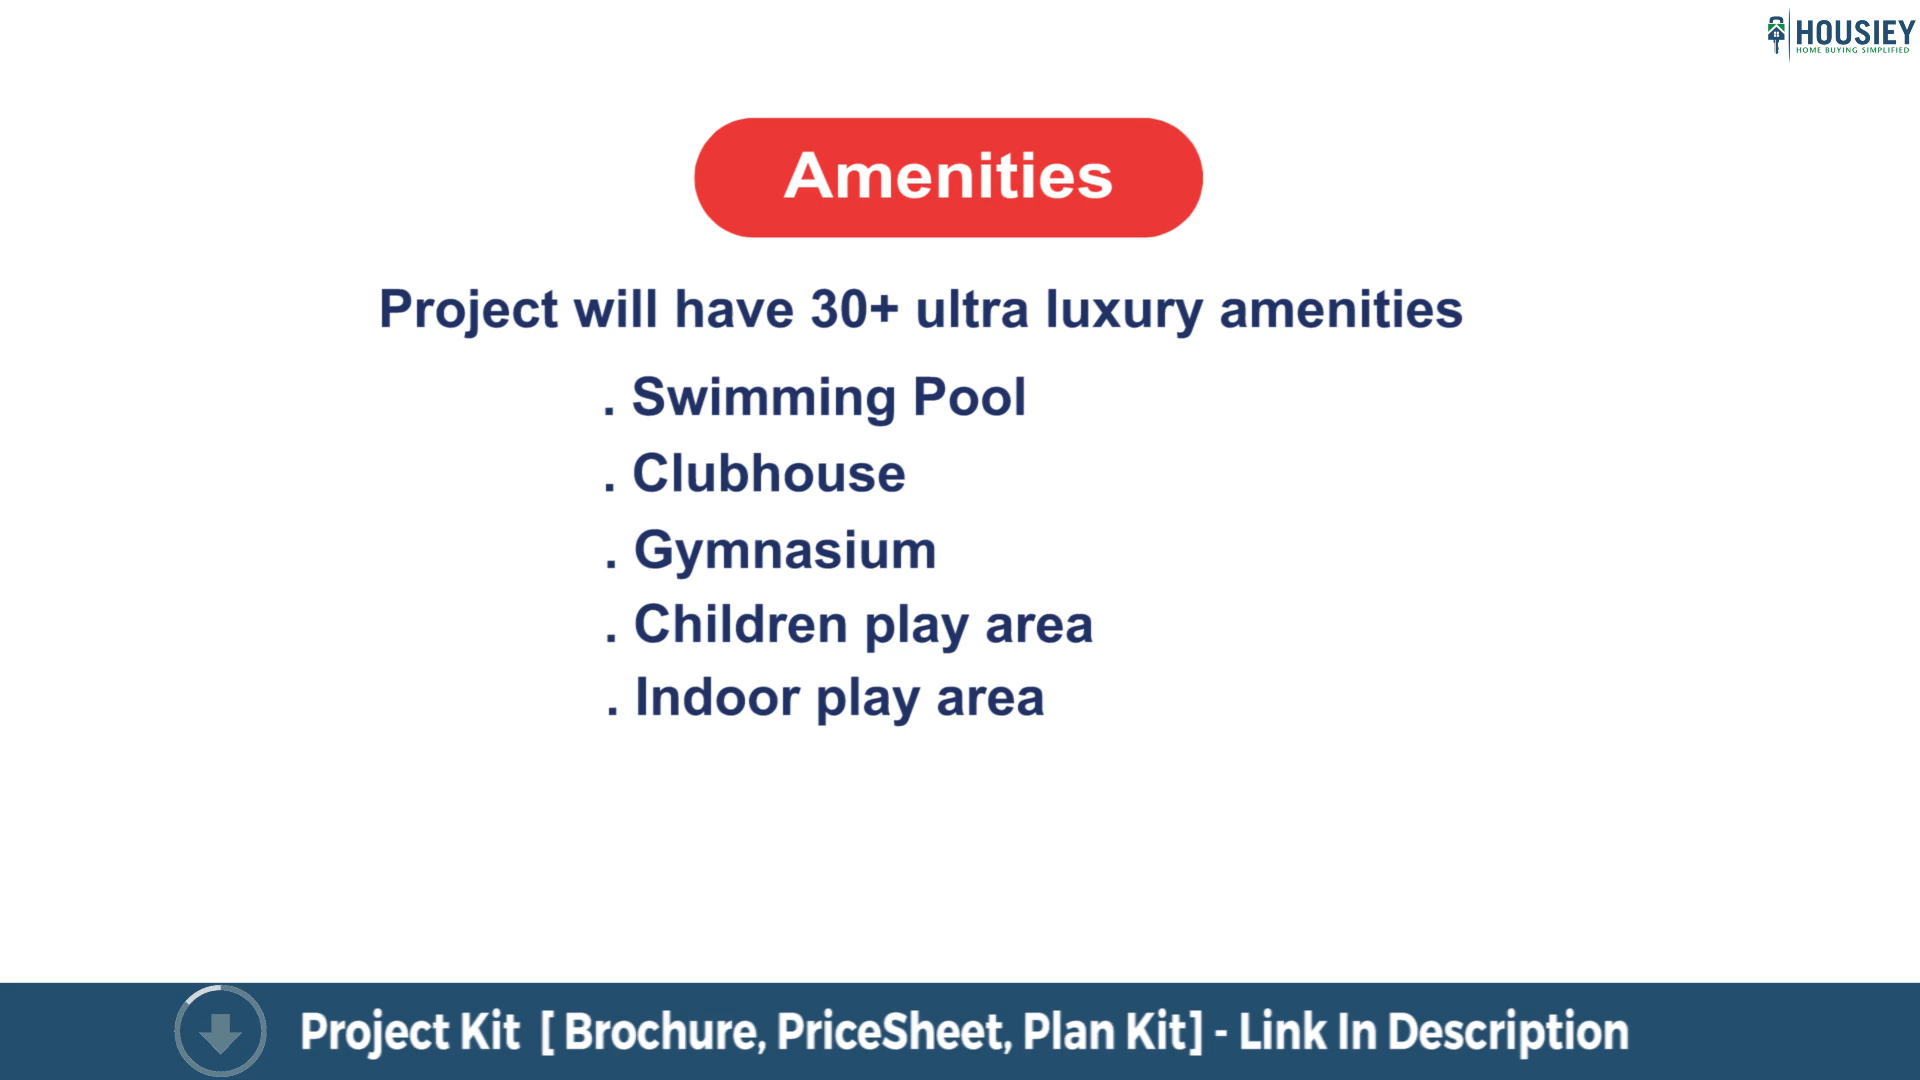 HOUSIEY
HOME BUYING SIMPLIFIED
Amenities
Project will have 30+ ultra luxury amenities
. Swimming Pool
. Clubhouse
. Gymnasium
. Children play area
. Indoor play area
Project Kit [ Brochure, PriceSheet, Plan Kit] - Link In Description